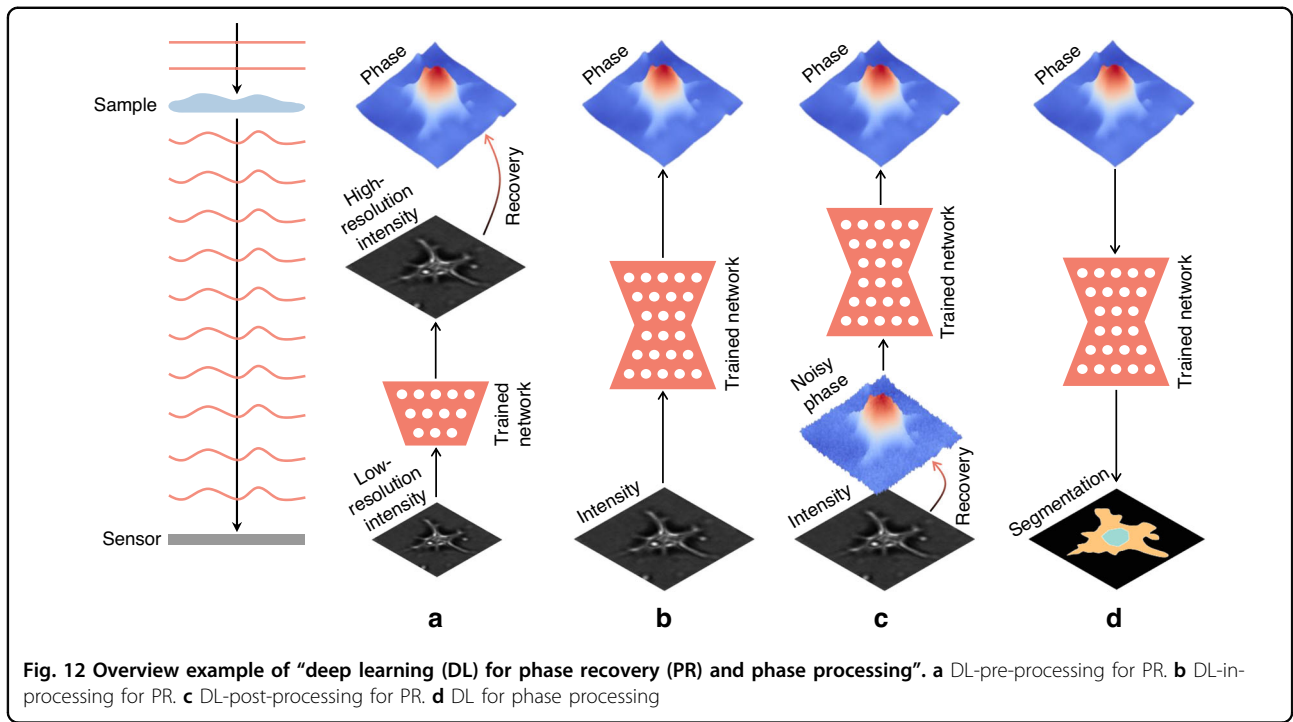 Sample
Sensor
Phase
High-
resolution
intensity
Recovery
Trained
network
Low-
resolution
intensity
a
Phase
Trained network
Intensity
b
Phase
Trained network
Noisy
phase
Recovery
Intensity
c
Phase
Trained network
Segmentation
d
Fig. 12 Overview example of “deep learning (DL) for phase recovery (PR) and phase processing”. a DL-pre-processing for PR. b DL-in-
processing for PR. c DL-post-processing for PR. d DL for phase processing